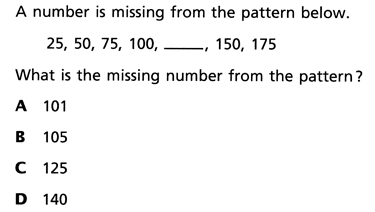 A number is missing from the pattern below.
25, 50, 75, 100, _____, 150, 175
What is the missing number from the pattern?
A 101
B 105
C 125
D 140